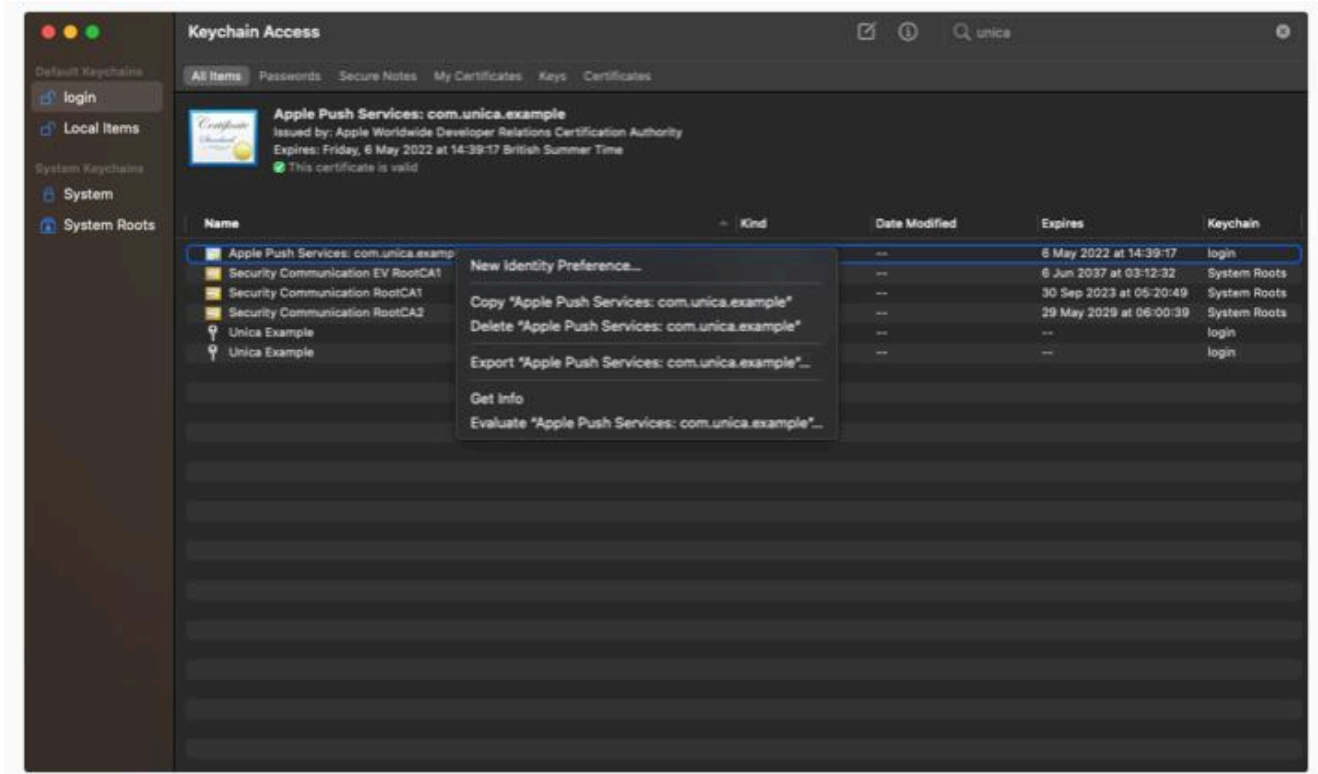 Keychain Access
unica
Default Keychains
login
Local Items
System Keychains
System
System Roots
All Items Passwords Secure Notes My Certificates Keys Certificates
Certificate
Standard
Apple Push Services: com.unica.example
Issued by: Apple Worldwide Developer Relations Certification Authority
Expires: Friday, 6 May 2022 at 14:39:17 British Summer Time
This certificate is valid
Name Kind Date Modified Expires Keychain
Apple Push Services: com.unica.examp -- 6 May 2022 at 14:39:17 login
Security Communication EV RootCA1 -- 6 Jun 2037 at 03:12:32 System Roots
Security Communication RootCA1 -- 30 Sep 2023 at 05:20:49 System Roots
Security Communication RootCA2 -- 29 May 2029 at 06:00:39 System Roots
Unica Example -- -- login
Unica Example -- -- login
New Identity Preference...
Copy "Apple Push Services: com.unica.example"
Delete "Apple Push Services: com.unica.example"
Export "Apple Push Services: com.unica.example"...
Get Info
Evaluate "Apple Push Services: com.unica.example"...